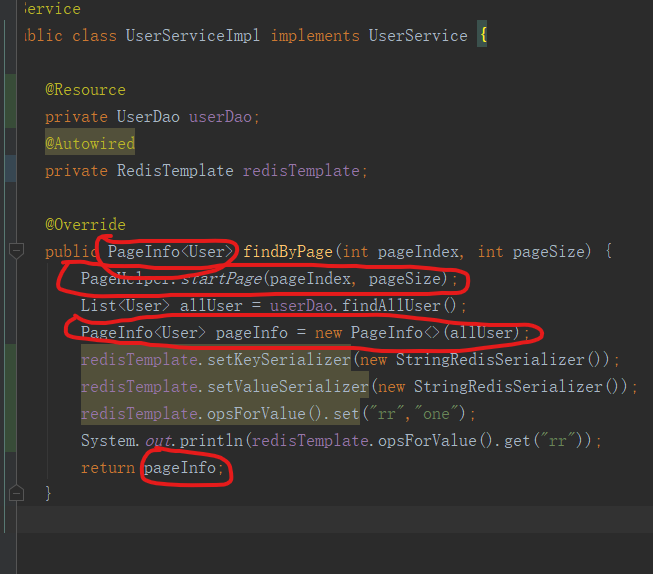 Service
ublic class UserServiceImpl implements UserService {
@Resource
private UserDao userDao;
@Autowired
private RedisTemplate redisTemplate;
@Override
public PageInfo<User> findByPage(int pageIndex, int pageSize) {
PageHelper.startPage(pageIndex, pageSize);
List<User> allUser = userDao.findAllUser();
PageInfo<User> pageInfo = new PageInfo<>(allUser);
redisTemplate.setKeySerializer(new StringRedisSerializer());
redisTemplate.setValueSerializer(new StringRedisSerializer());
redisTemplate.opsForValue().set("rr","one");
System.out.println(redisTemplate.opsForValue().get("rr"));
return pageInfo;
}